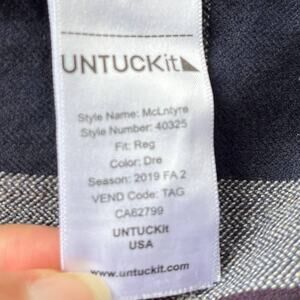 UNTUCKit
Style Name: McLntyre
Style Number: 40325
Fit: Reg
Color: Dre
Season: 2019 FA 2
VEND Code: TAG
CA62799
UNTUCKit
USA
www.untuckit.com